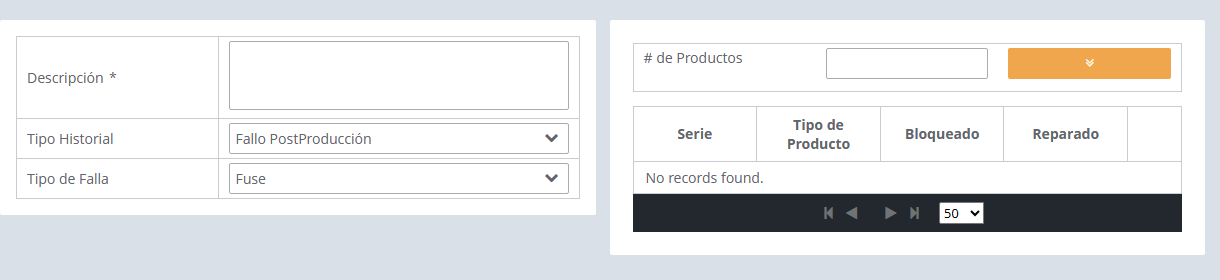 Descripción *
Tipo Historial
Fallo PostProducción
Tipo de Falla
Fuse
# de Productos
Serie
Tipo de
Producto
Bloqueado
Reparado
No records found.
50